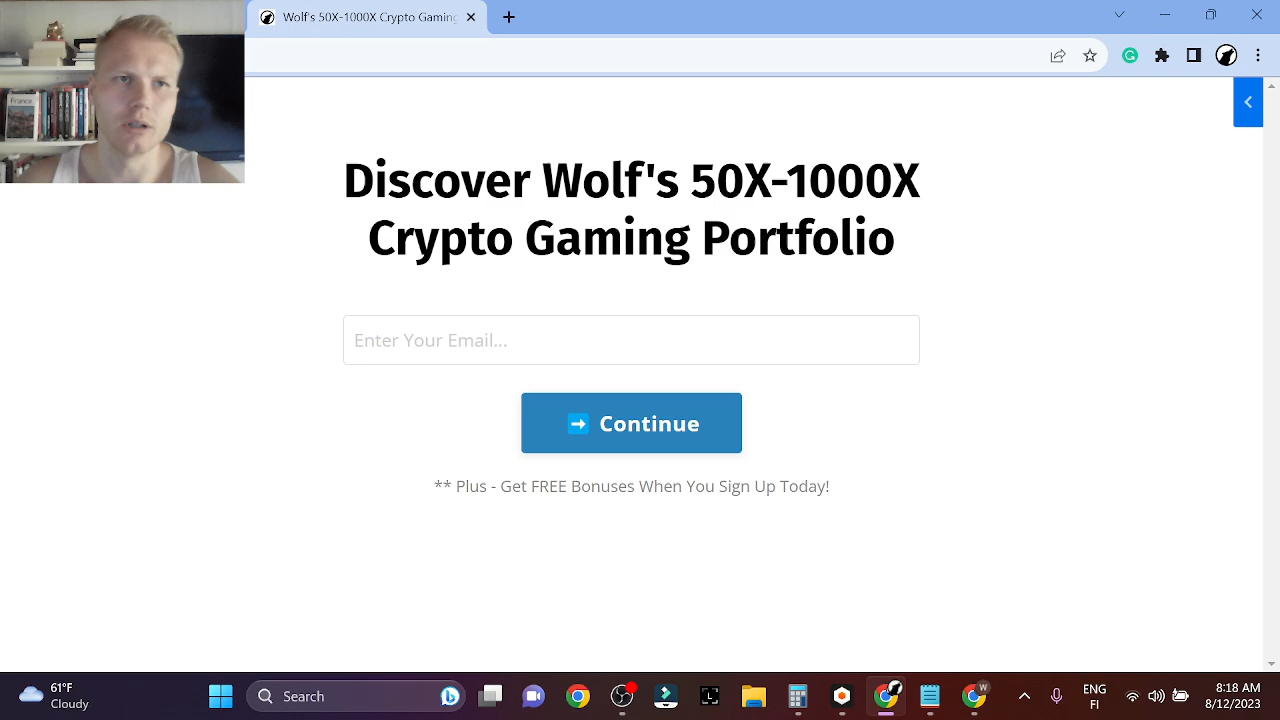 Wolf's 50X-1000X Crypto Gaming
France
Discover Wolf's 50X-1000X
Crypto Gaming Portfolio
Enter Your Email...
➡ Continue
** Plus - Get FREE Bonuses When You Sign Up Today!
61°F
Cloudy
Search
L
W
ENG
FI
8:18 AM
8/12/2023